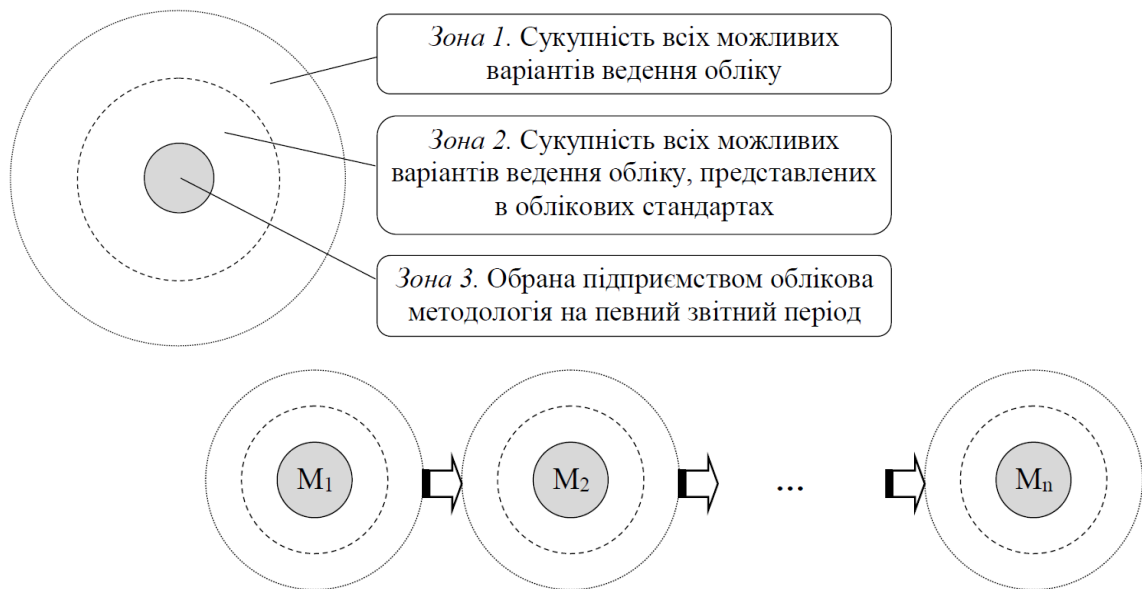 Зона 1. Сукупність всіх можливих
варіантів ведення обліку
Зона 2. Сукупність всіх можливих
варіантів ведення обліку, представлених
в облікових стандартах
Зона 3. Обрана підприємством облікова
методологія на певний звітний період
M₁
M₂
...
Mₙ